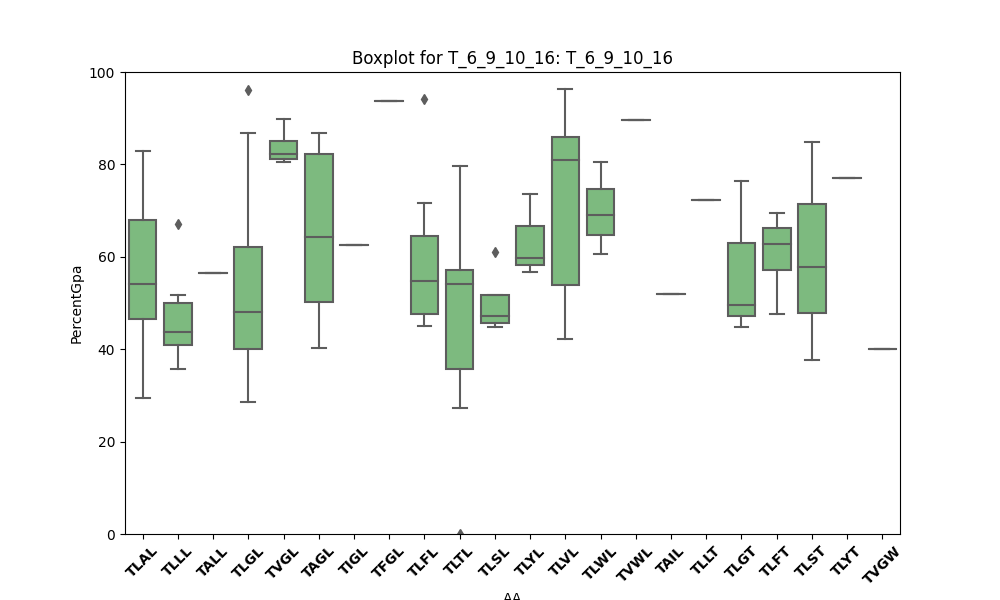 Boxplot for T_6_9_10_16: T_6_9_10_16
100
80
60
40
20
0
PercentGpa
TLAL TLLL TALL TLGL TVGL TAGL TIGL TFGL TLFL TLTL TLSL TLYL TLVL TLWL TVWL TAIL TLLT TLGT TLFT TLST TLYT TVGW
AA